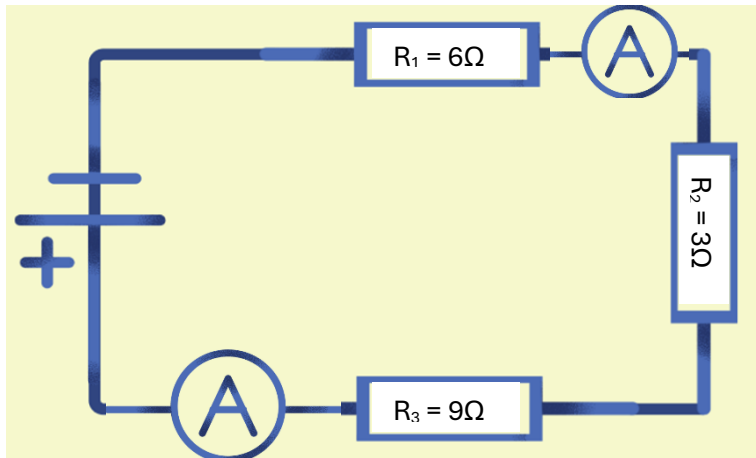 R₁ = 6Ω
A
R₂ = 3Ω
+
A
R₃ = 9Ω